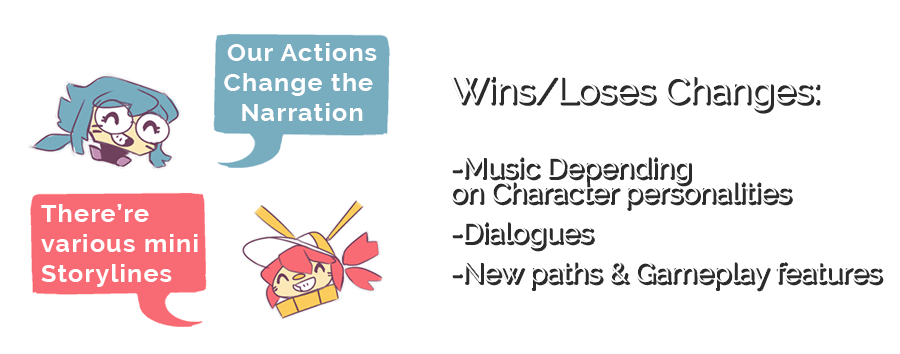 Our Actions
Change the
Narration
There're
various mini
Storylines
Wins/Loses Changes:
-Music Depending
on Character personalities
-Dialogues
-New paths & Gameplay features